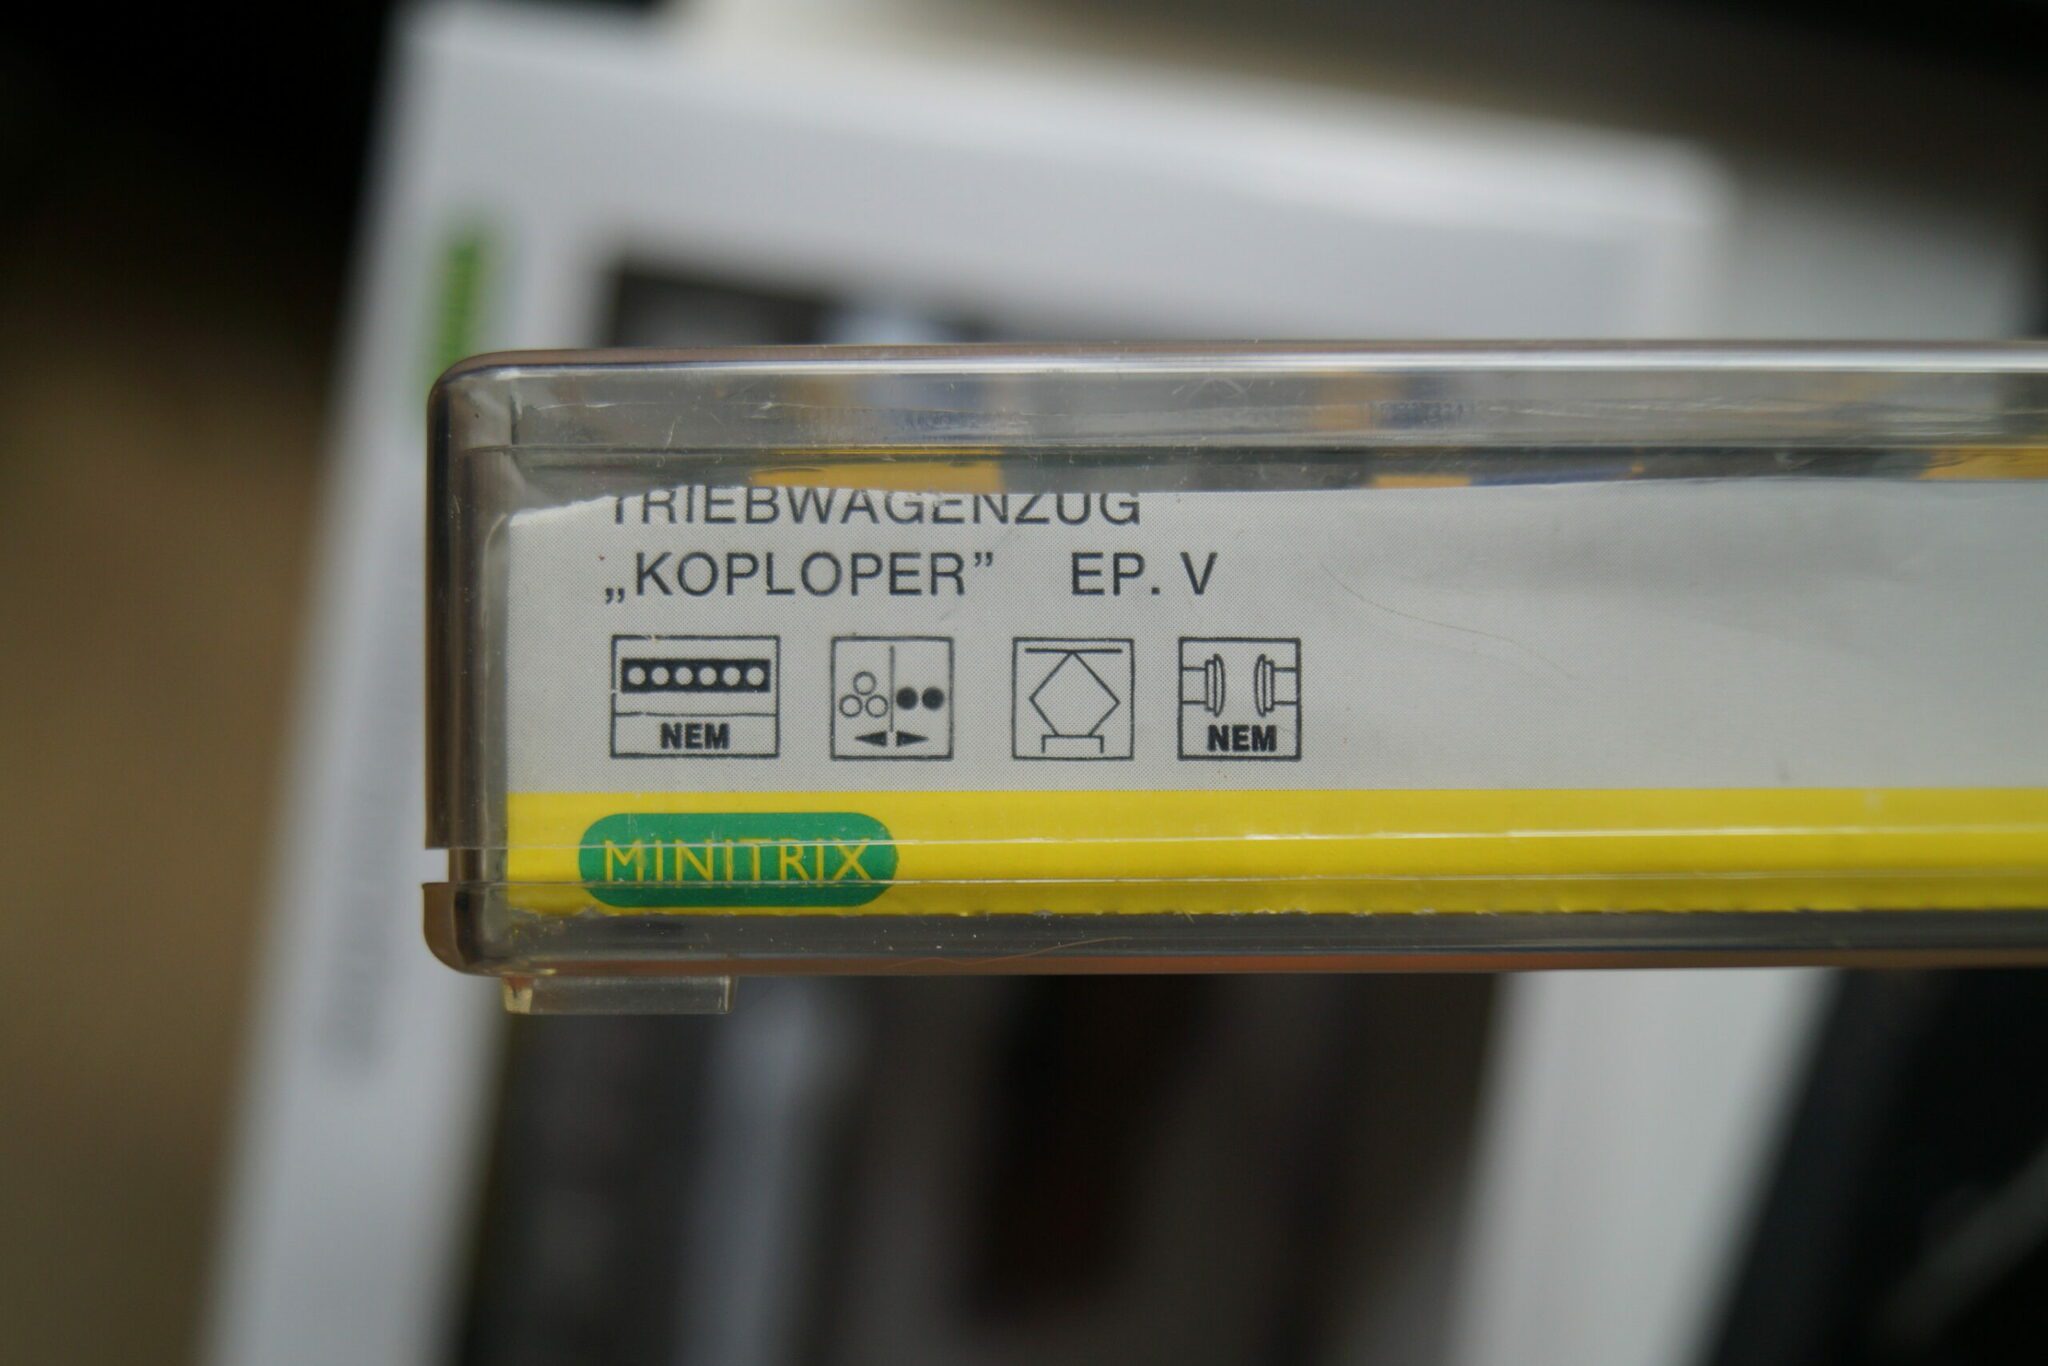 TRIEBWAGENZUG
„KOPLOPER” EP. V
NEM NEM
MINITRIX